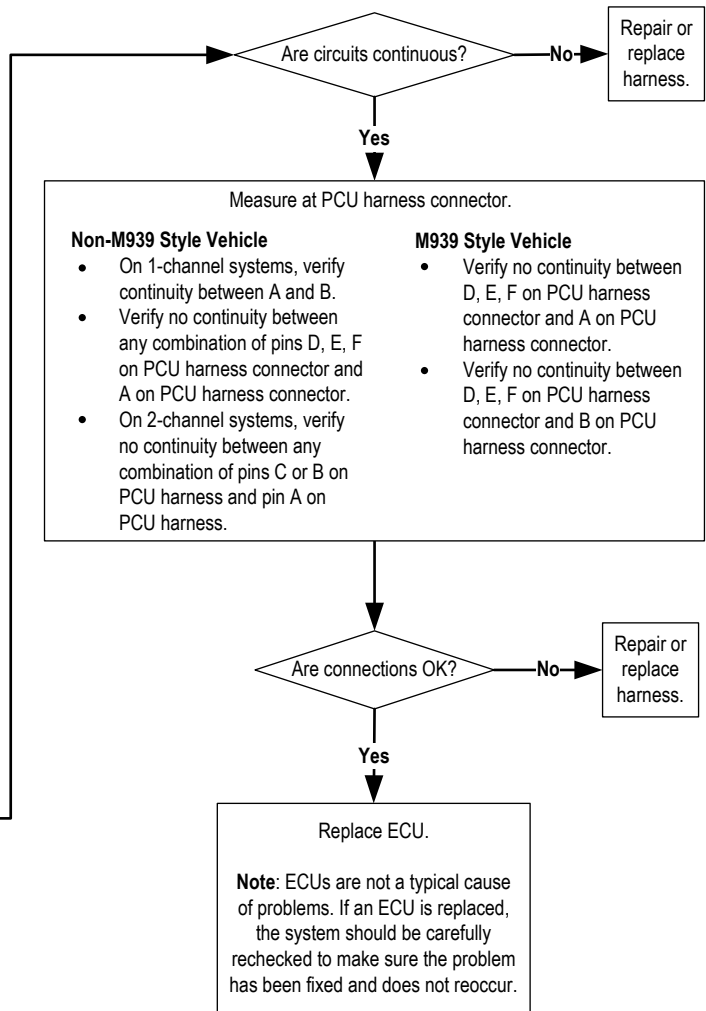 Are circuits continuous?
No
Repair or
replace
harness.
Yes
Measure at PCU harness connector.
Non-M939 Style Vehicle
• On 1-channel systems, verify
continuity between A and B.
• Verify no continuity between
any combination of pins D, E, F
on PCU harness connector and
A on PCU harness connector.
• On 2-channel systems, verify
no continuity between any
combination of pins C or B on
PCU harness and pin A on
PCU harness.
M939 Style Vehicle
• Verify no continuity between
D, E, F on PCU harness
connector and A on PCU
harness connector.
• Verify no continuity between
D, E, F on PCU harness
connector and B on PCU
harness connector.
Are connections OK?
No
Repair or
replace
harness.
Yes
Replace ECU.
Note: ECUs are not a typical cause
of problems. If an ECU is replaced,
the system should be carefully
rechecked to make sure the problem
has been fixed and does not reoccur.